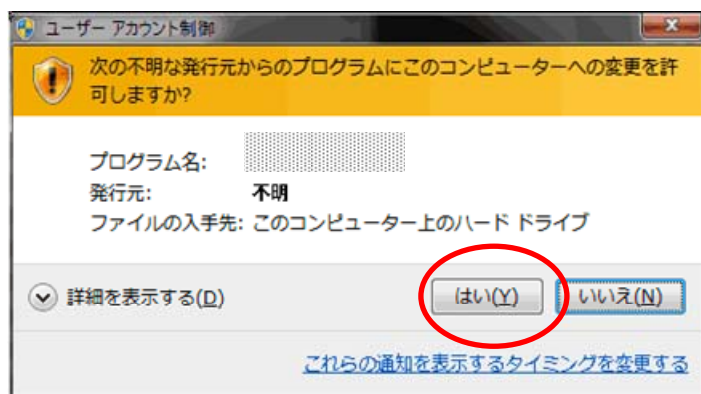 ユーザー アカウント制御
次の不明な発行元からのプログラムにこのコンピューターへの変更を許
可しますか?
プログラム名:
発行元: 不明
ファイルの入手先: このコンピューター上のハード ドライブ
詳細を表示する(D) はい(Y) いいえ(N)
これらの通知を表示するタイミングを変更する